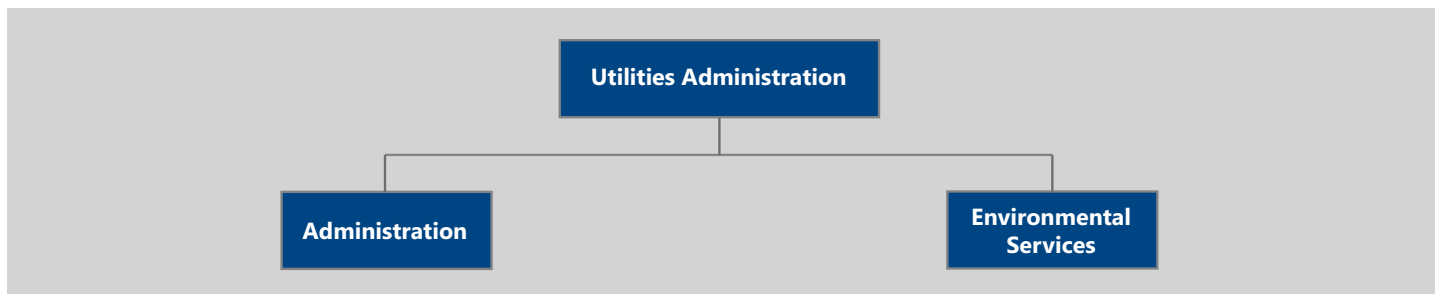 Utilities Administration
Administration
Environmental
Services